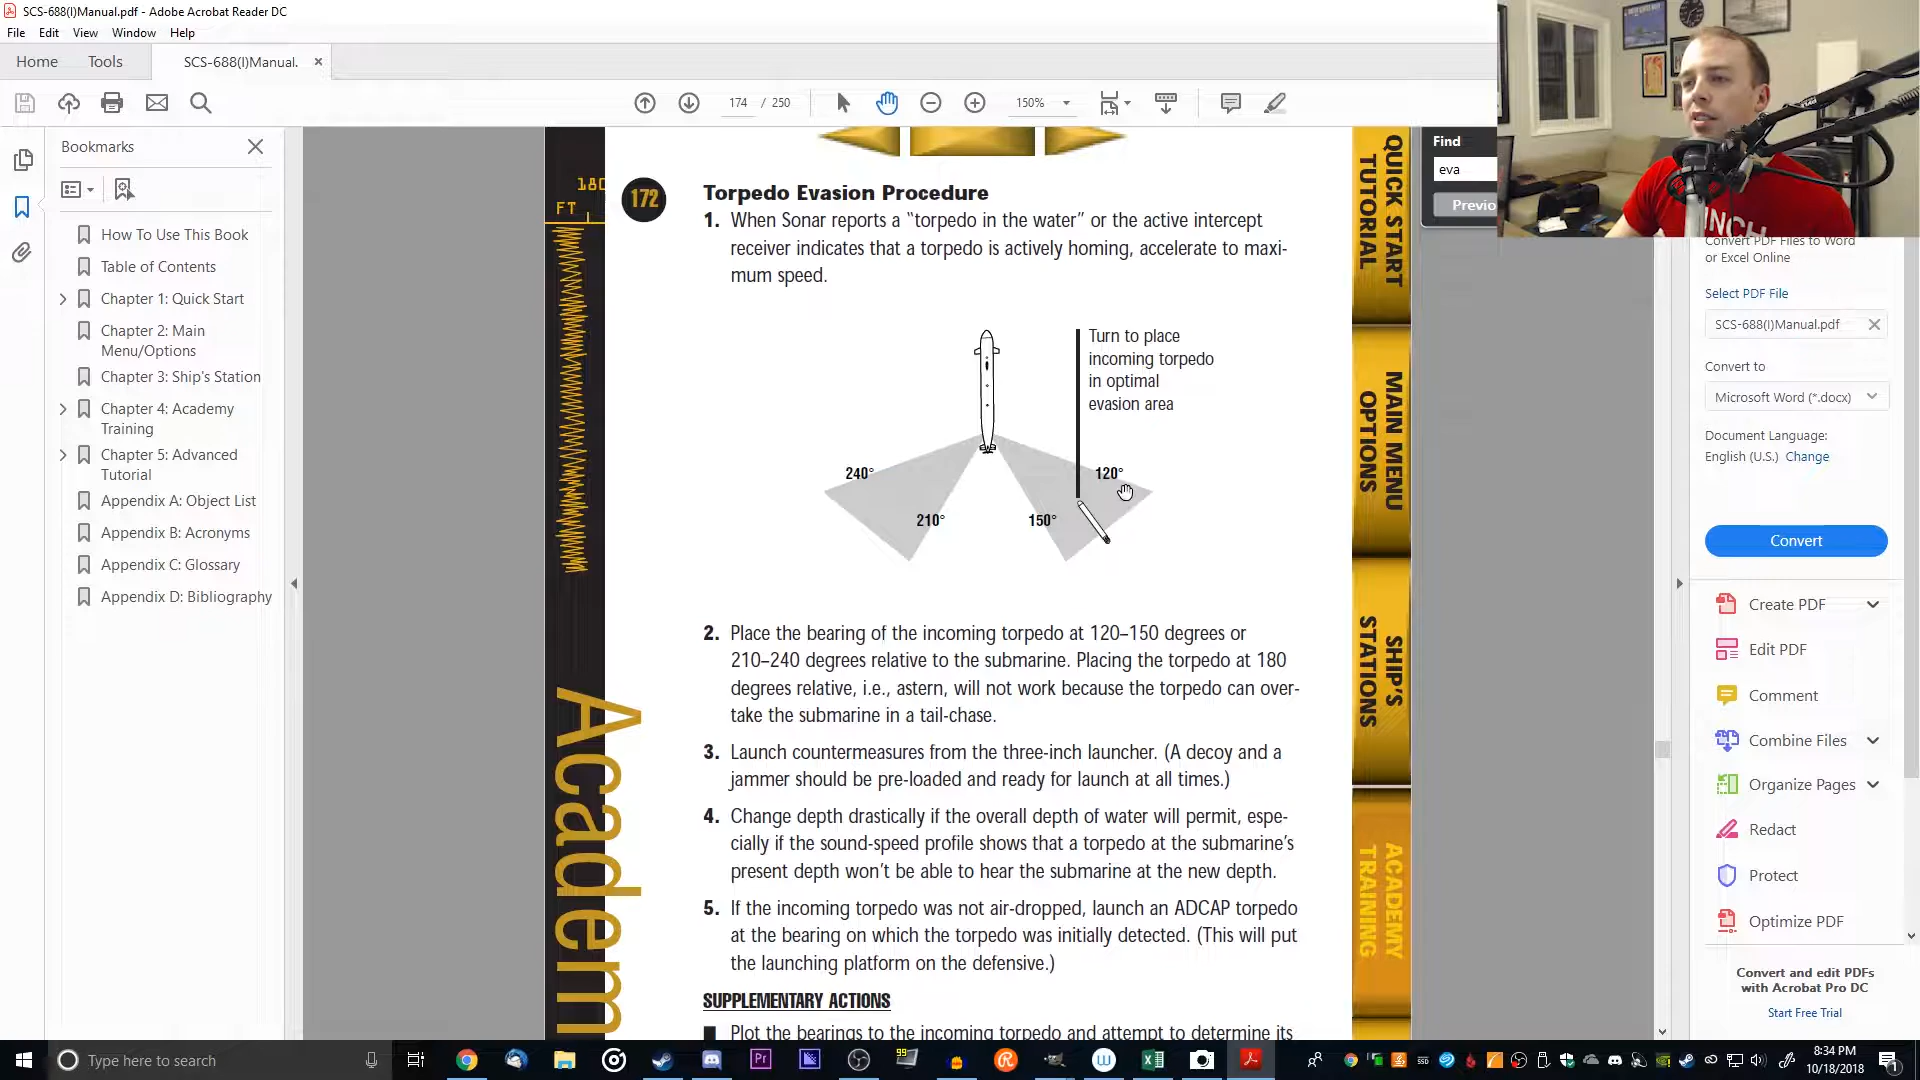 SCS-688(I)Manual.pdf - Adobe Acrobat Reader DC
File Edit View Window Help
Home Tools SCS-688(I)Manual.
174 / 250
150%
Bookmarks
How To Use This Book
Table of Contents
Chapter 1: Quick Start
Chapter 2: Main
Menu/Options
Chapter 3: Ship's Station
Chapter 4: Academy
Training
Chapter 5: Advanced
Tutorial
Appendix A: Object List
Appendix B: Acronyms
Appendix C: Glossary
Appendix D: Bibliography
180
FT
Academ
172
Torpedo Evasion Procedure
1. When Sonar reports a “torpedo in the water” or the active intercept
receiver indicates that a torpedo is actively homing, accelerate to maxi-
mum speed.
Turn to place
incoming torpedo
in optimal
evasion area
240°
120°
210°
150°
2. Place the bearing of the incoming torpedo at 120–150 degrees or
210–240 degrees relative to the submarine. Placing the torpedo at 180
degrees relative, i.e., astern, will not work because the torpedo can over-
take the submarine in a tail-chase.
3. Launch countermeasures from the three-inch launcher. (A decoy and a
jammer should be pre-loaded and ready for launch at all times.)
4. Change depth drastically if the overall depth of water will permit, espe-
cially if the sound-speed profile shows that a torpedo at the submarine’s
present depth won’t be able to hear the submarine at the new depth.
5. If the incoming torpedo was not air-dropped, launch an ADCAP torpedo
at the bearing on which the torpedo was initially detected. (This will put
the launching platform on the defensive.)
SUPPLEMENTARY ACTIONS
Plot the bearings to the incoming torpedo and attempt to determine its
QUICK START
TUTORIAL
MAIN MENU
OPTIONS
SHIP'S
STATIONS
ACADEMY
TRAINING
Find
eva
Previo
NCH
Convert PDF Files to Word
or Excel Online
Select PDF File
SCS-688(I)Manual.pdf
Convert to
Microsoft Word (*.docx)
Document Language:
English (U.S.) Change
Convert
Create PDF
Edit PDF
Comment
Combine Files
Organize Pages
Redact
Protect
Optimize PDF
Convert and edit PDFs
with Acrobat Pro DC
Start Free Trial
Type here to search
Pr
99
8:34 PM
10/18/2018
1